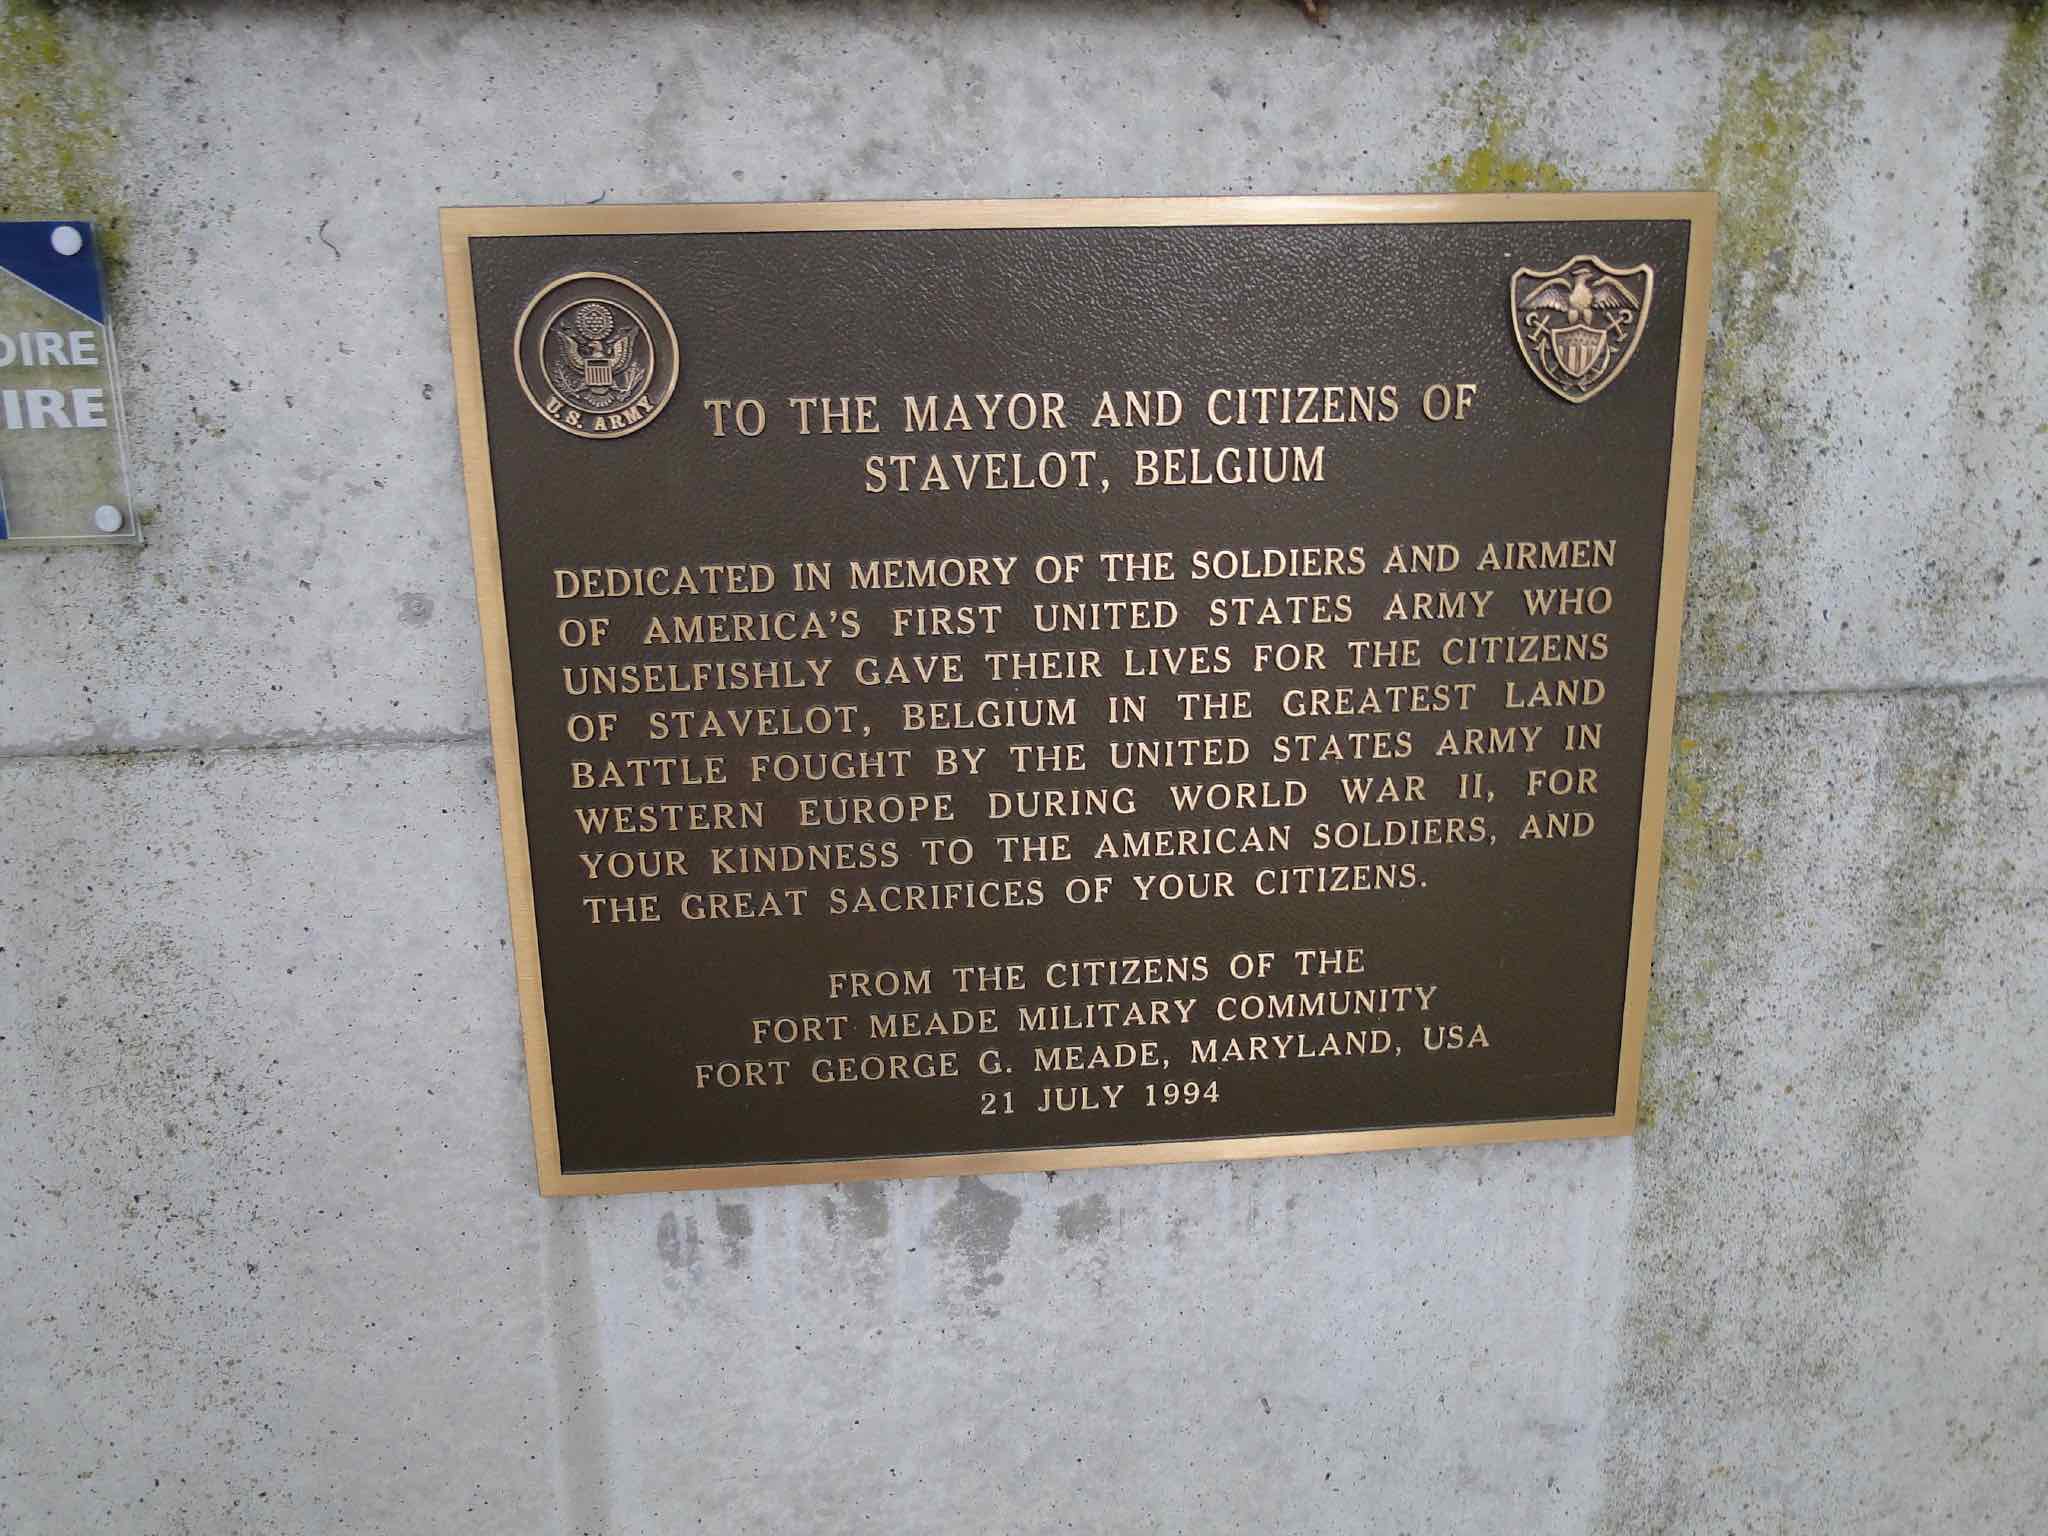 OIRE
IRE
U.S. ARMY
TO THE MAYOR AND CITIZENS OF
STAVELOT, BELGIUM
DEDICATED IN MEMORY OF THE SOLDIERS AND AIRMEN
OF AMERICA'S FIRST UNITED STATES ARMY WHO
UNSELFISHLY GAVE THEIR LIVES FOR THE CITIZENS
OF STAVELOT, BELGIUM IN THE GREATEST LAND
BATTLE FOUGHT BY THE UNITED STATES ARMY IN
WESTERN EUROPE DURING WORLD WAR II, FOR
YOUR KINDNESS TO THE AMERICAN SOLDIERS, AND
THE GREAT SACRIFICES OF YOUR CITIZENS.
FROM THE CITIZENS OF THE
FORT MEADE MILITARY COMMUNITY
FORT GEORGE G. MEADE, MARYLAND, USA
21 JULY 1994